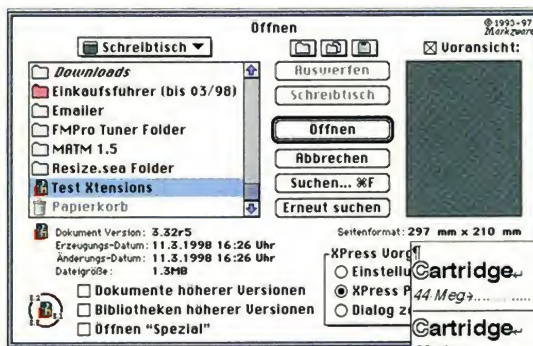 Öffnen
©1993-97
Markzware
Schreibtisch
Voransicht:
Downloads
Einkaufsfuhrer (bis 03/98)
Emailer
FMPro Tuner Folder
MATM 1.5
Resize.sea Folder
Test Xtensions
Papierkorb
Auswerfen
Schreibtisch
Öffnen
Abbrechen
Suchen... ⌘F
Erneut suchen
Dokument Version: 3.32r5
Erzeugungs-Datum: 11.3.1998 16:26 Uhr
Änderungs-Datum: 11.3.1998 16:26 Uhr
Dateigröße: 1.3MB
Seitenformat: 297 mm x 210 mm
Dokumente höherer Versionen
Bibliotheken höherer Versionen
Öffnen "Spezial"
XPress Vorg
Einstellu
XPress P
Dialog z
¶
Cartridge
44 Meg
Cartridge